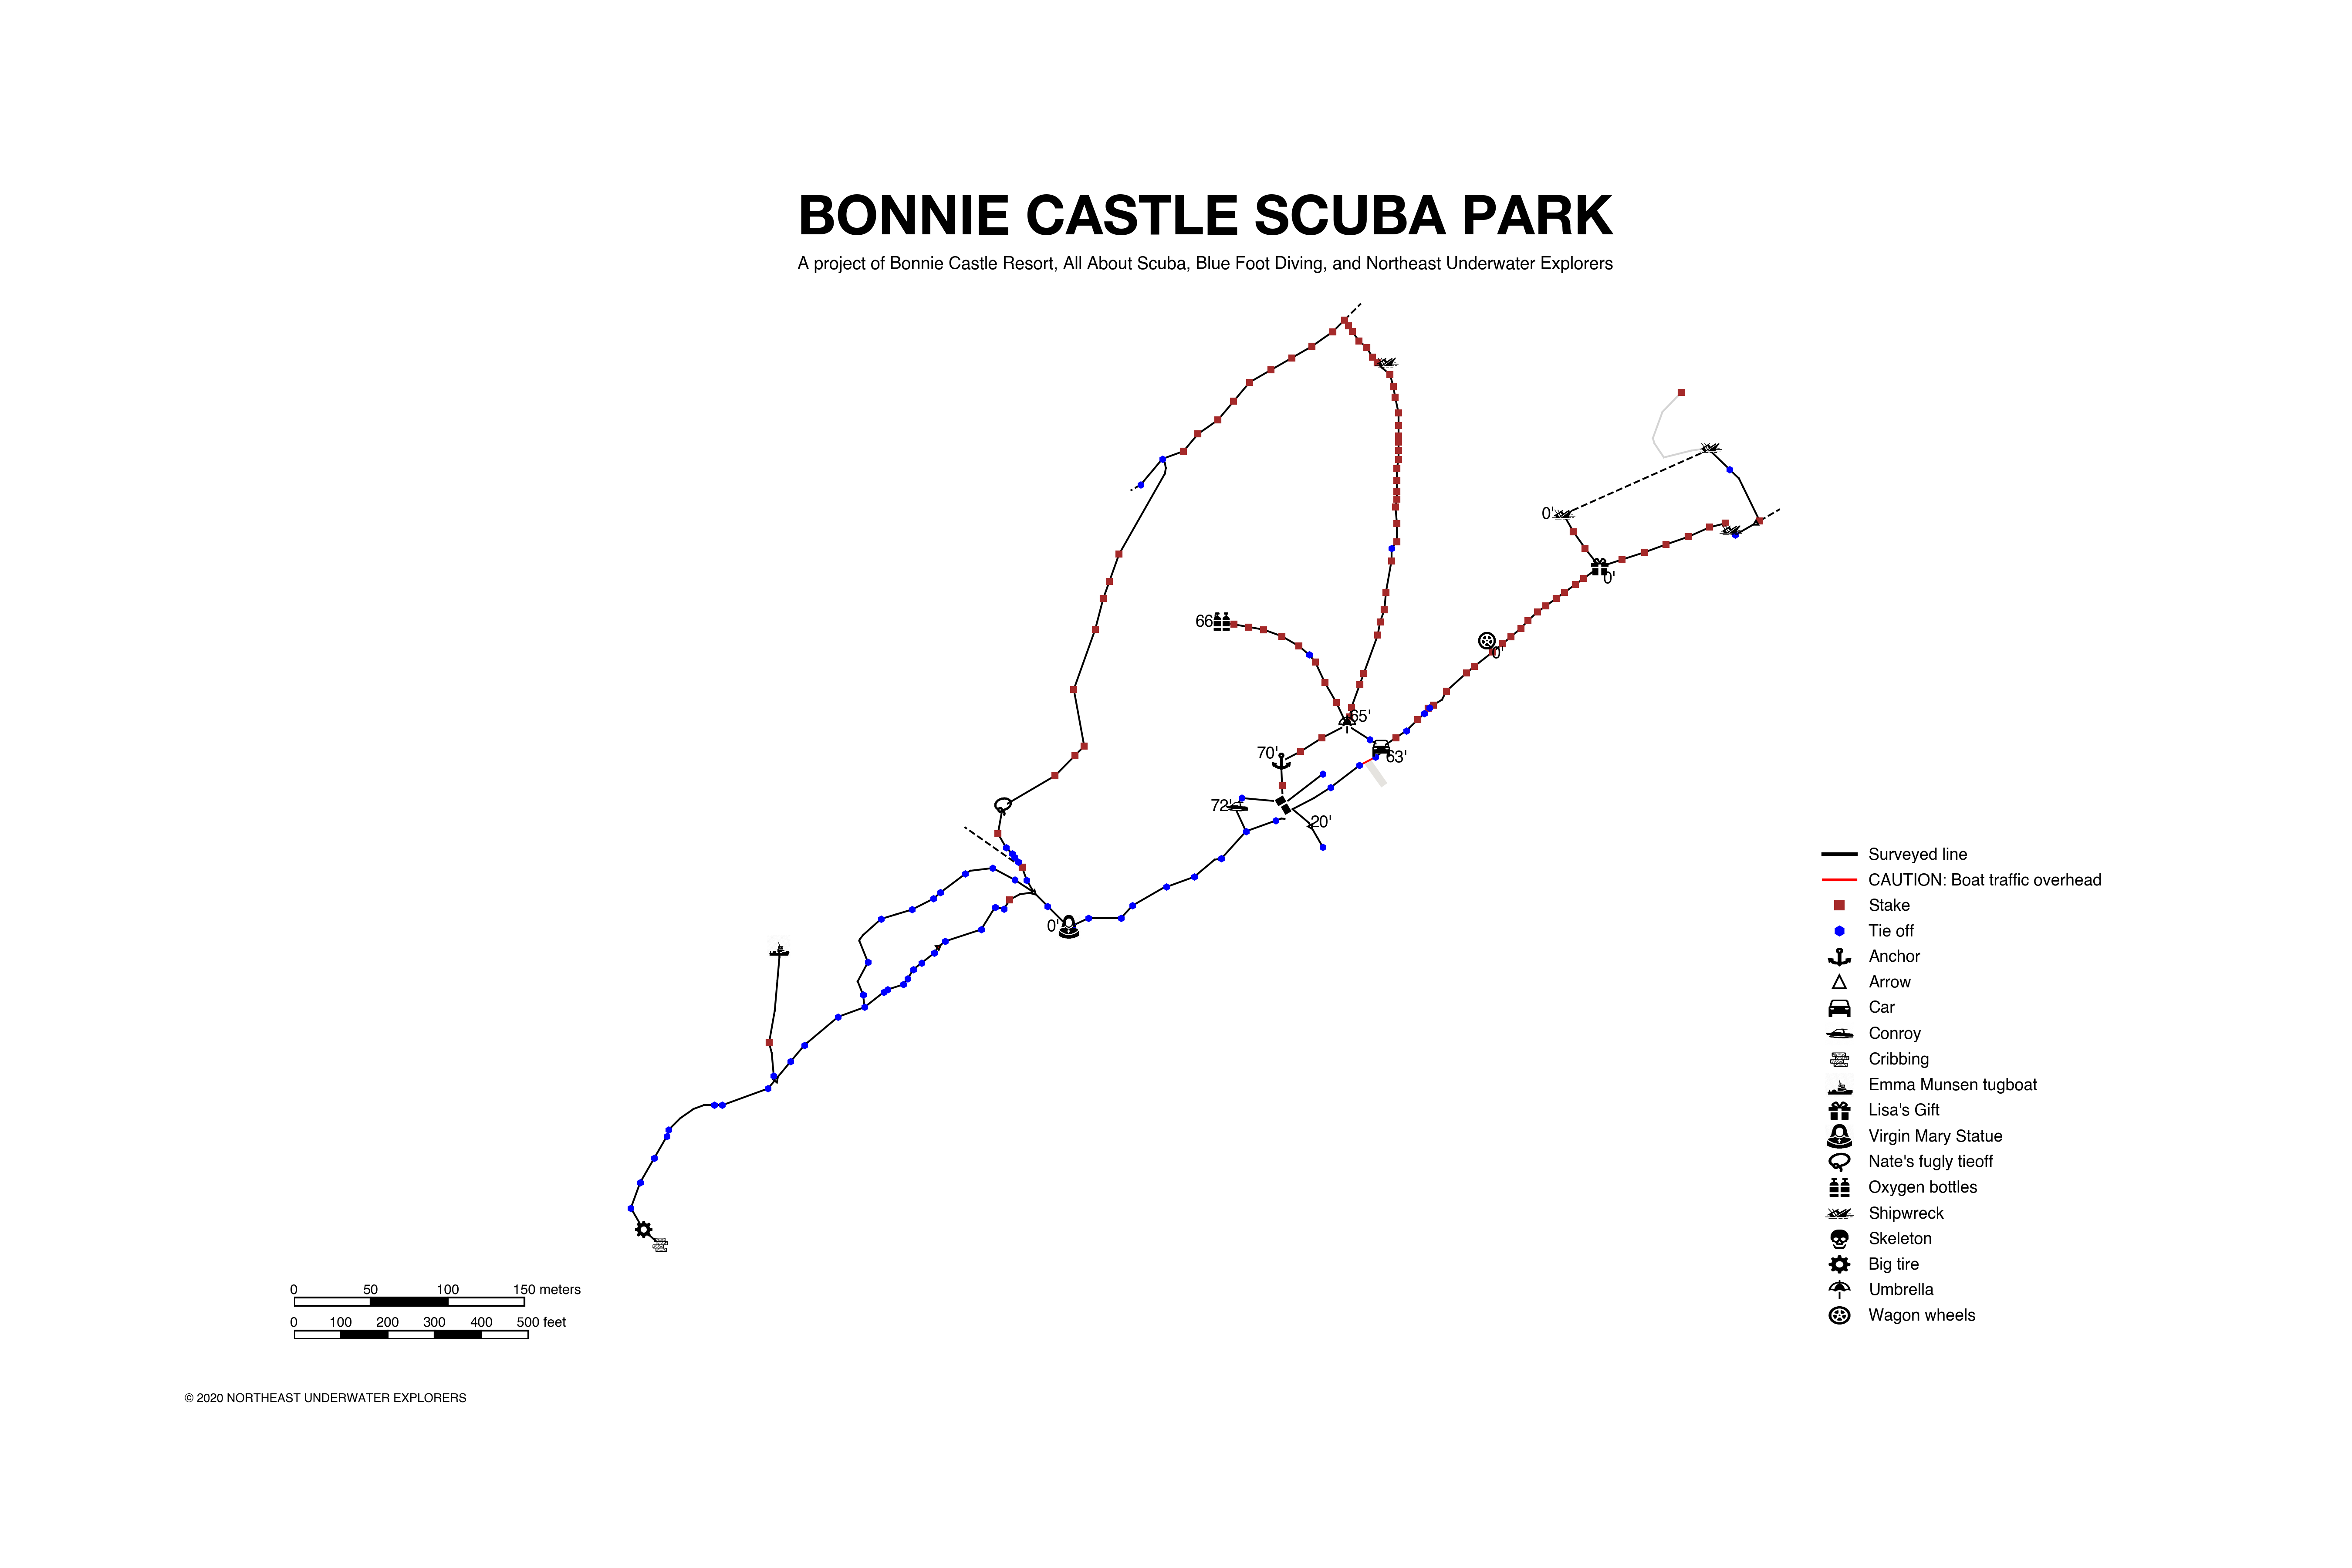 BONNIE CASTLE SCUBA PARK
A project of Bonnie Castle Resort, All About Scuba, Blue Foot Diving, and Northeast Underwater Explorers
0'
0'
66'
0'
65'
70'
63'
72'
20'
0'
Surveyed line
CAUTION: Boat traffic overhead
Stake
Tie off
Anchor
Arrow
Car
Conroy
Cribbing
Emma Munsen tugboat
Lisa's Gift
Virgin Mary Statue
Nate's fugly tieoff
Oxygen bottles
Shipwreck
Skeleton
Big tire
Umbrella
Wagon wheels
0 50 100 150 meters
0 100 200 300 400 500 feet
© 2020 NORTHEAST UNDERWATER EXPLORERS